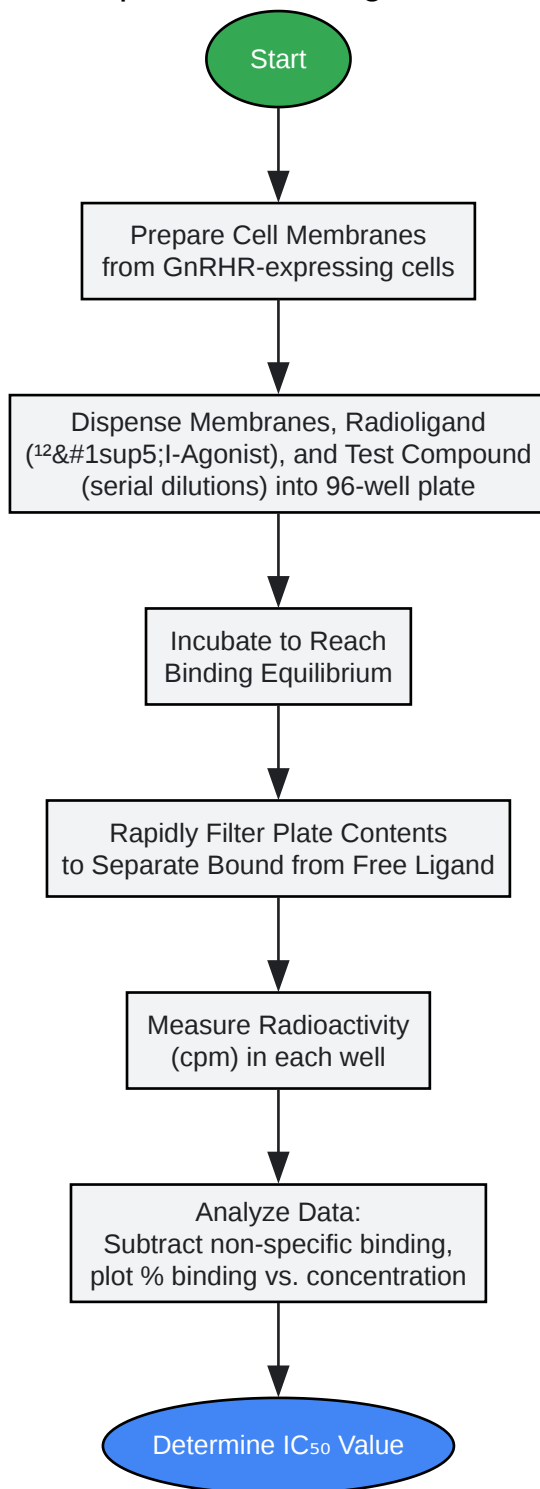 Start
Prepare Cell Membranes
from GnRHR-expressing cells
Dispense Membranes, Radioligand
(¹²&#1sup5;I-Agonist), and Test Compound
(serial dilutions) into 96-well plate
Incubate to Reach
Binding Equilibrium
Rapidly Filter Plate Contents
to Separate Bound from Free Ligand
Measure Radioactivity
(cpm) in each well
Analyze Data:
Subtract non-specific binding,
plot % binding vs. concentration
Determine IC₅₀ Value